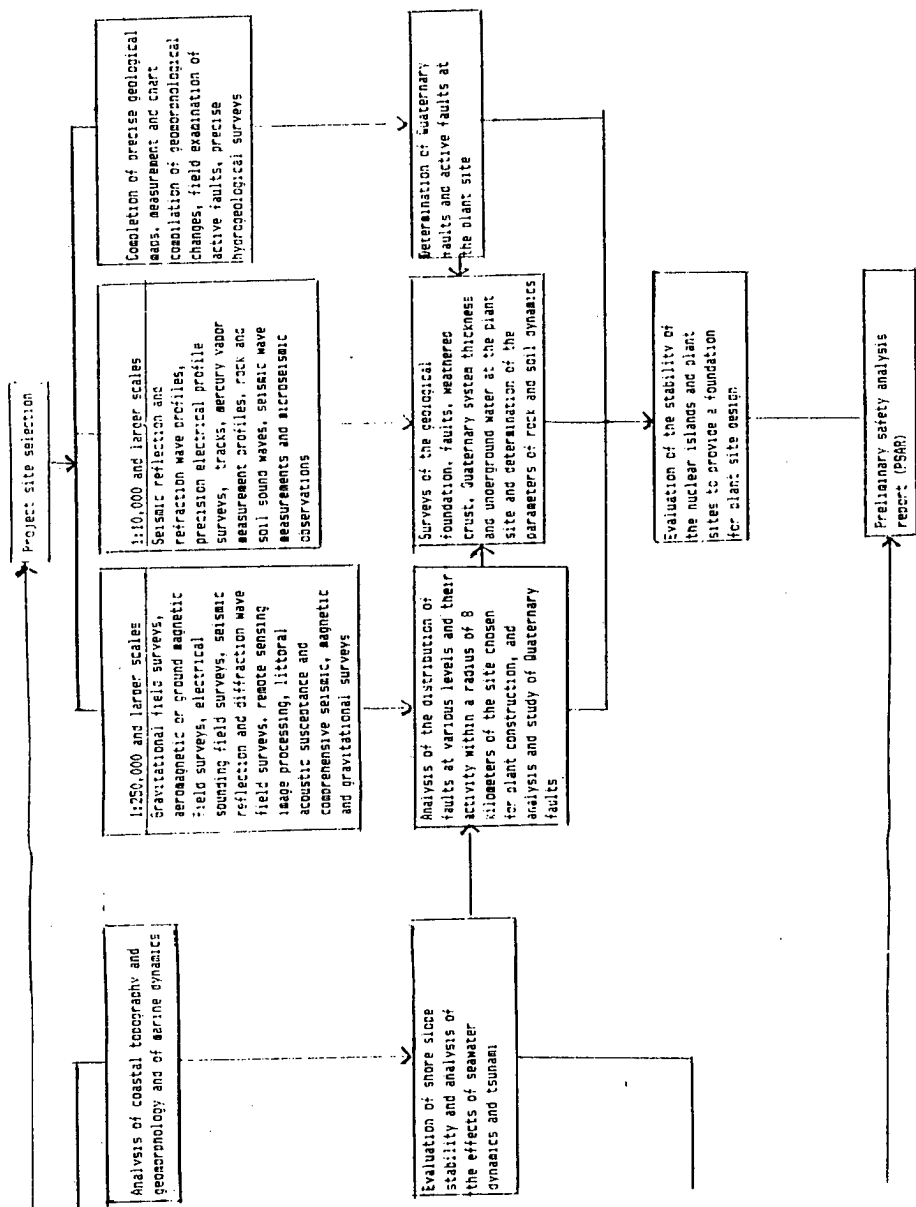 Project site selection
Analysis of coastal topography and
geomorphology and of marine dynamics
1:250,000 and larger scales
Gravitational field surveys,
aeromagnetic or ground magnetic
field surveys, electrical
sounding field surveys, seismic
reflection and diffraction wave
field surveys, remote sensing
image processing, littoral
acoustic susceptance and
comprehensive seismic, magnetic
and gravitational surveys
1:10,000 and larger scales
Seismic reflection and
refraction wave profiles,
precision electrical profile
surveys, tracks, mercury vapor
measurement profiles, rock and
soil sound waves, seismic wave
measurements and microseismic
observations
Completion of precise geological
maps, measurement and chart
compilation of geomorphological
changes, field examination of
active faults, precise
hydrogeological surveys
Evaluation of shore slope
stability and analysis of
the effects of seawater
dynamics and tsunami
Analysis of the distribution of
faults at various levels and their
activity within a radius of 8
kilometers of the site chosen
for plant construction, and
analysis and study of Quaternary
faults
Surveys of the geological
foundation, faults, weathered
crust, Quaternary system thickness
and underground water at the plant
site and determination of the
parameters of rock and soil dynamics
Determination of Quaternary
faults and active faults at
the plant site
Evaluation of the stability of
the nuclear islands and plant
sites to provide a foundation
for plant site design
Preliminary safety analysis
report (PSAR)